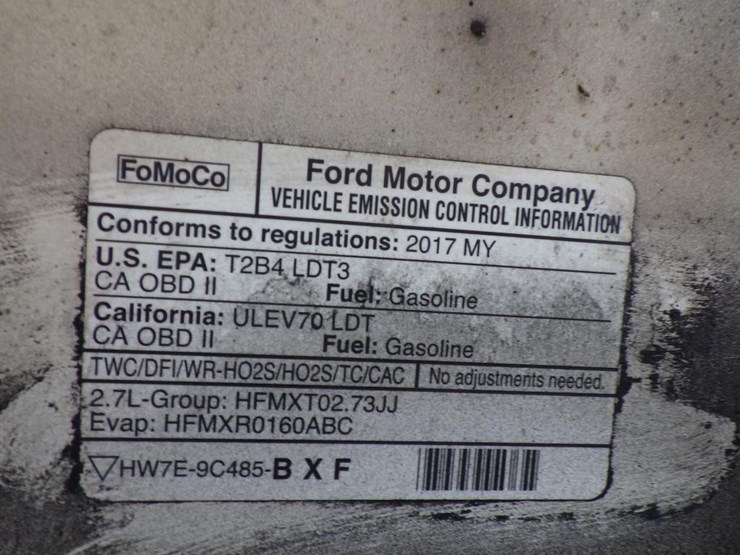 FoMoCo
Ford Motor Company
VEHICLE EMISSION CONTROL INFORMATION
Conforms to regulations: 2017 MY
U.S. EPA: T2B4 LDT3
CA OBD II Fuel: Gasoline
California: ULEV70 LDT
CA OBD II Fuel: Gasoline
TWC/DFI/WR-HO2S/HO2S/TC/CAC No adjustments needed.
2.7L-Group: HFMXT02.73JJ
Evap: HFMXR0160ABC
HW7E-9C485-B X F